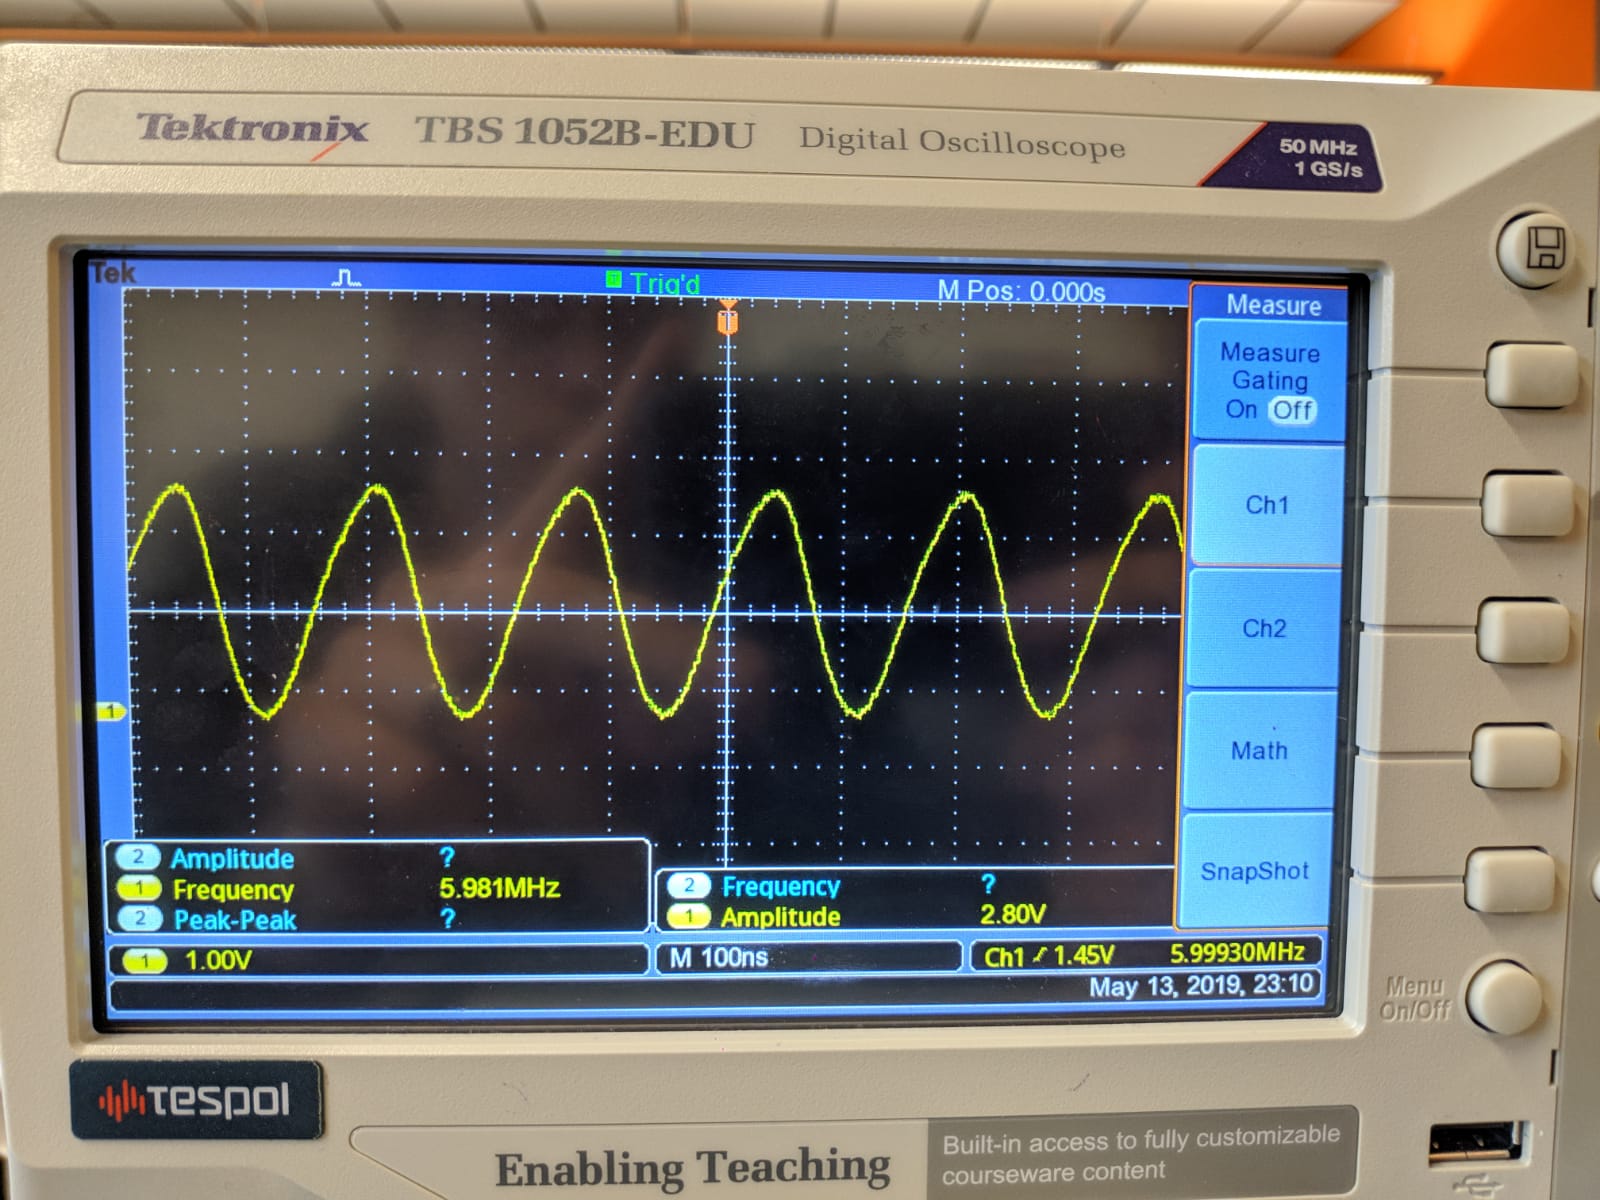 Tektronix TBS 1052B-EDU Digital Oscilloscope
50 MHz
1 GS/s
Tek
Trig'd
M Pos: 0.000s
T
Measure
Measure
Gating
On Off
Ch1
Ch2
Math
SnapShot
1
2 Amplitude ?
1 Frequency 5.981MHz
2 Peak-Peak ?
2 Frequency ?
1 Amplitude 2.80V
1 1.00V
M 100ns
Ch1 1.45V 5.99930MHz
May 13, 2019, 23:10
Menu
On/Off
tespol
Enabling Teaching
Built-in access to fully customizable
courseware content